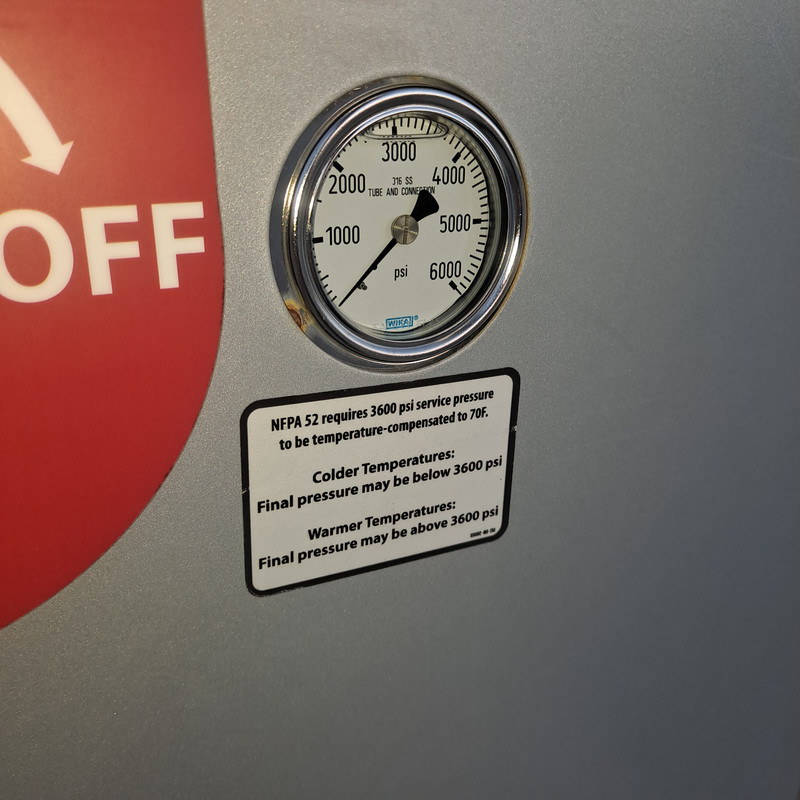 OFF
3000
2000
4000
316 SS
TUBE AND CONNECTION
1000
5000
psi
6000
WIKA®
NFPA 52 requires 3600 psi service pressure
to be temperature-compensated to 70F.
Colder Temperatures:
Final pressure may be below 3600 psi
Warmer Temperatures:
Final pressure may be above 3600 psi